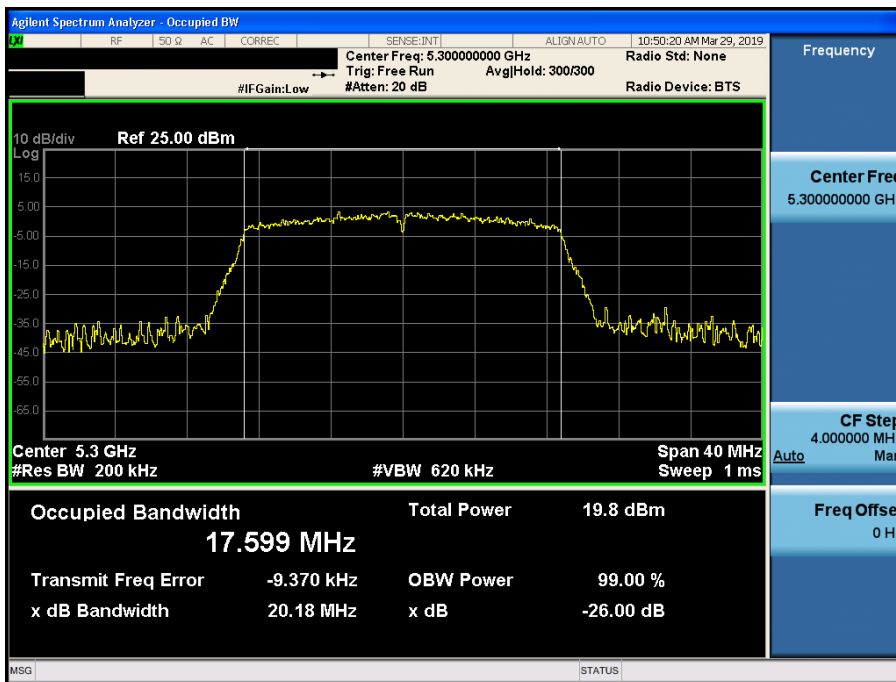 Agilent Spectrum Analyzer - Occupied BW
LXI RF 50 Ω AC CORREC SENSE:INT ALIGN AUTO 10:50:20 AM Mar 29, 2019
Center Freq: 5.300000000 GHz Radio Std: None
Trig: Free Run Avg|Hold: 300/300
#IFGain:Low #Atten: 20 dB Radio Device: BTS
10 dB/div Ref 25.00 dBm
Log
15.0
5.00
-5.00
-15.0
-25.0
-35.0
-45.0
-55.0
-65.0
Center 5.3 GHz Span 40 MHz
#Res BW 200 kHz #VBW 620 kHz Sweep 1 ms
Occupied Bandwidth Total Power 19.8 dBm
17.599 MHz
Transmit Freq Error -9.370 kHz OBW Power 99.00 %
x dB Bandwidth 20.18 MHz x dB -26.00 dB
MSG STATUS
Frequency
Center Fre
5.300000000 GH
CF Step
4.000000 MH
Auto Ma
Freq Offse
0 H